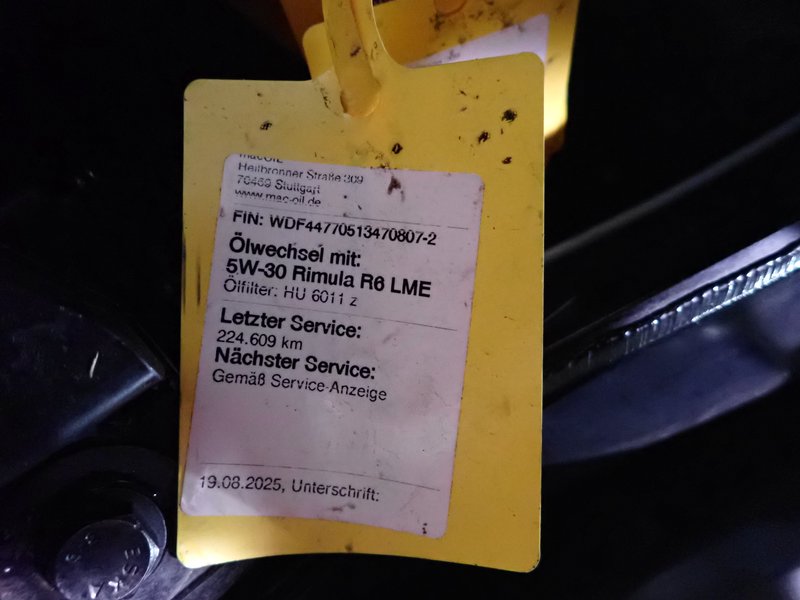 macOIL
Heilbronner Straße 309
70469 Stuttgart
www.mac-oil.de
FIN: WDF44770513470807-2
Ölwechsel mit:
5W-30 Rimula R6 LME
Ölfilter: HU 6011 z
Letzter Service:
224.609 km
Nächster Service:
Gemäß Service-Anzeige
19.08.2025, Unterschrift: